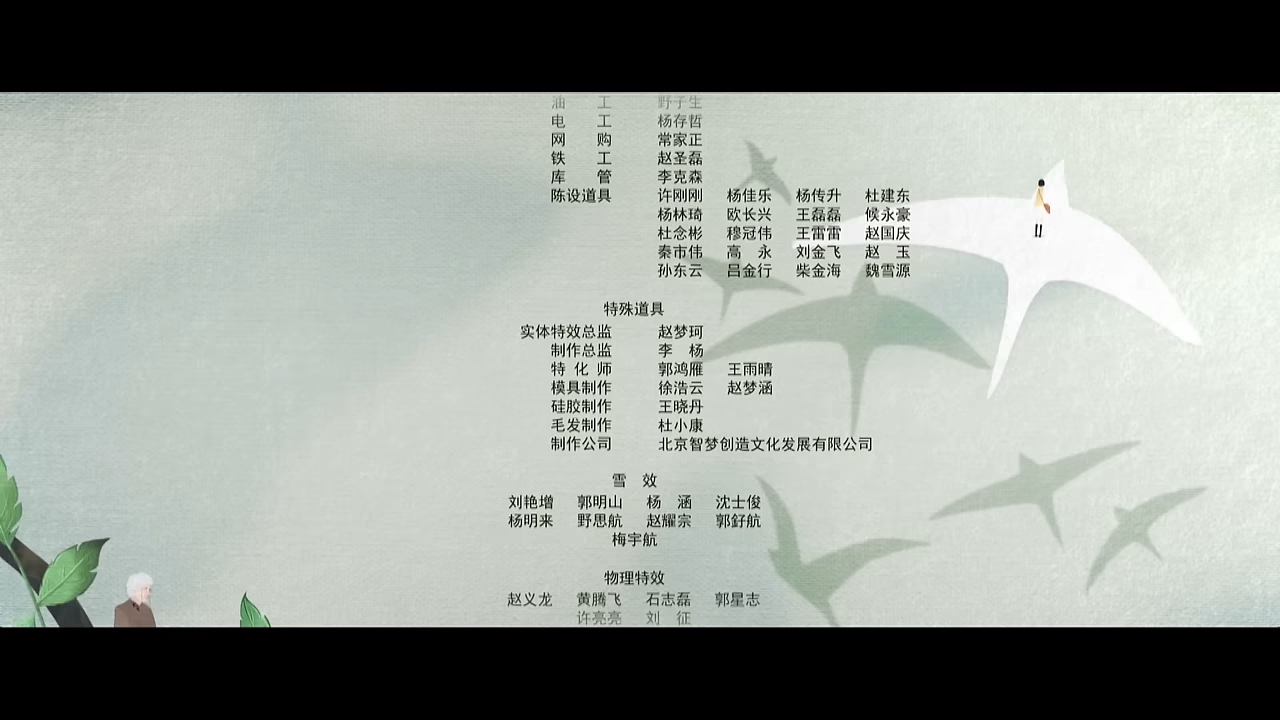 油 工 野子生
电 工 杨存哲
网 购 常家正
铁 工 赵圣磊
库 管 李克森
陈设道具 许刚刚 杨佳乐 杨传升 杜建东
杨林琦 欧长兴 王磊磊 候永豪
杜念彬 穆冠伟 王雷雷 赵国庆
秦市伟 高 永 刘金飞 赵 玉
孙东云 吕金行 柴金海 魏雪源
特殊道具
实体特效总监 赵梦珂
制作总监 李 杨
特 化 师 郭鸿雁 王雨晴
模具制作 徐浩云 赵梦涵
硅胶制作 王晓丹
毛发制作 杜小康
制作公司 北京智梦创造文化发展有限公司
雪 效
刘艳增 郭明山 杨 涵 沈士俊
杨明来 野思航 赵耀宗 郭釨航
梅宇航
物理特效
赵义龙 黄腾飞 石志磊 郭星志
许亮亮 刘 征